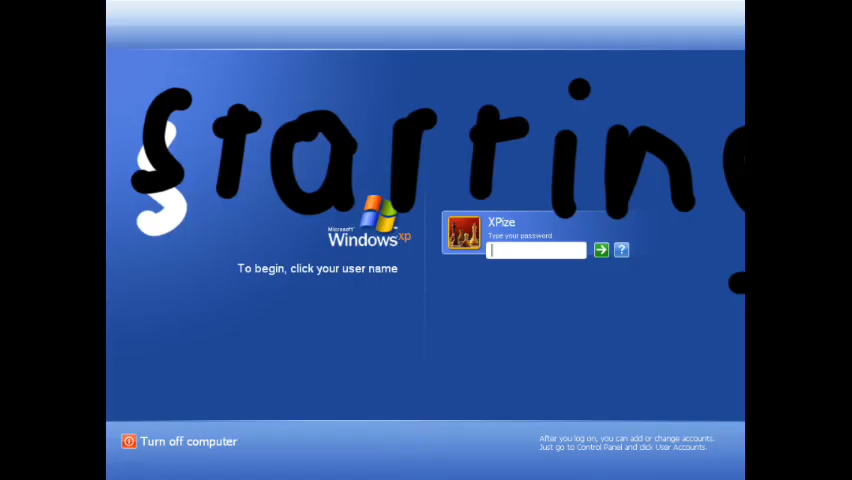 starting
XPize
Type your password
Microsoft
Windows xp
?
To begin, click your user name
Turn off computer
After you log on, you can add or change accounts.
Just go to Control Panel and click User Accounts.